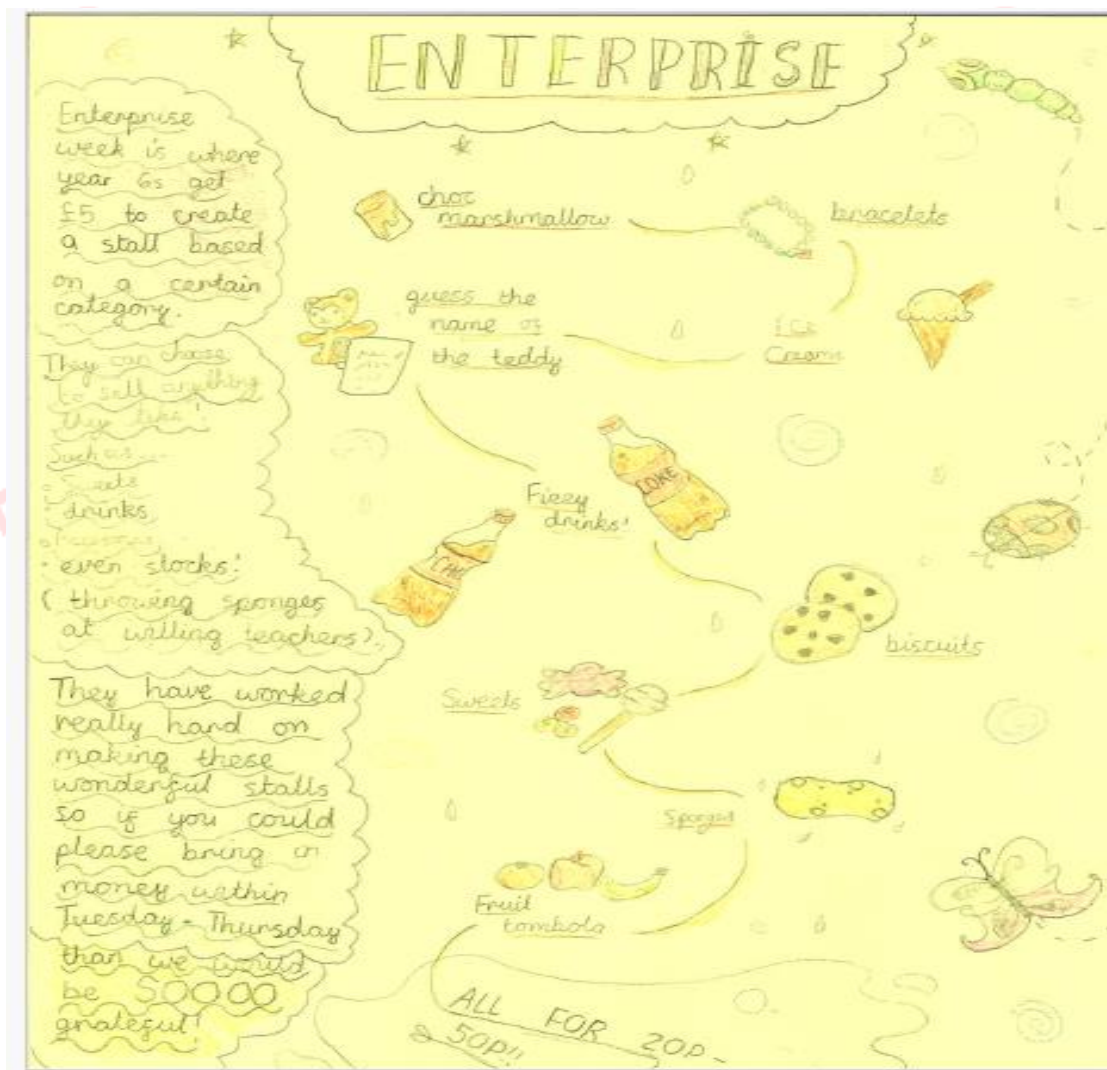 ENTERPRISE
Enterprise
week is where
year 6s get
£5 to create
a stall based
on a certain
category.
They can choose
to sell anything
they like!
Such as....
• Sweets
• drinks
• even stocks!
( throwing sponges
at willing teachers).
They have worked
really hard on
making these
wonderful stalls
so if you could
please bring in
money within
Tuesday - Thursday
than we would
be SOOOO
grateful!
choc
marshmallow
bracelets
guess the
name of
the teddy
Ice
Cream
Fizzy
drinks!
COKE
biscuits
Sweets
Sponges
Fruit
tombola
ALL FOR 20P-
50P!!